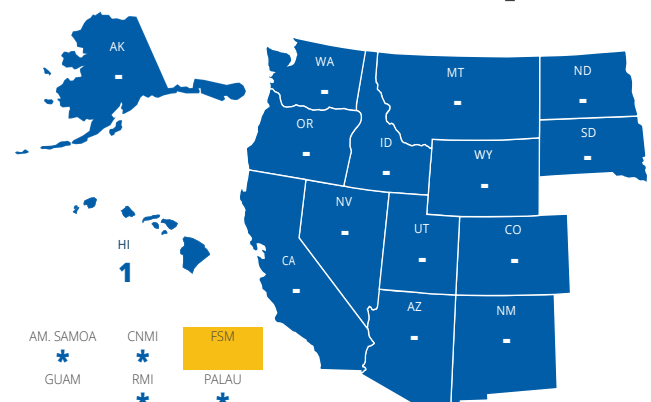 AK
-
WA
-
MT
-
ND
-
OR
-
ID
-
WY
-
SD
-
NV
-
UT
-
CO
-
HI
1
CA
-
AZ
-
NM
-
AM. SAMOA CNMI FSM
* *
GUAM RMI PALAU
* *